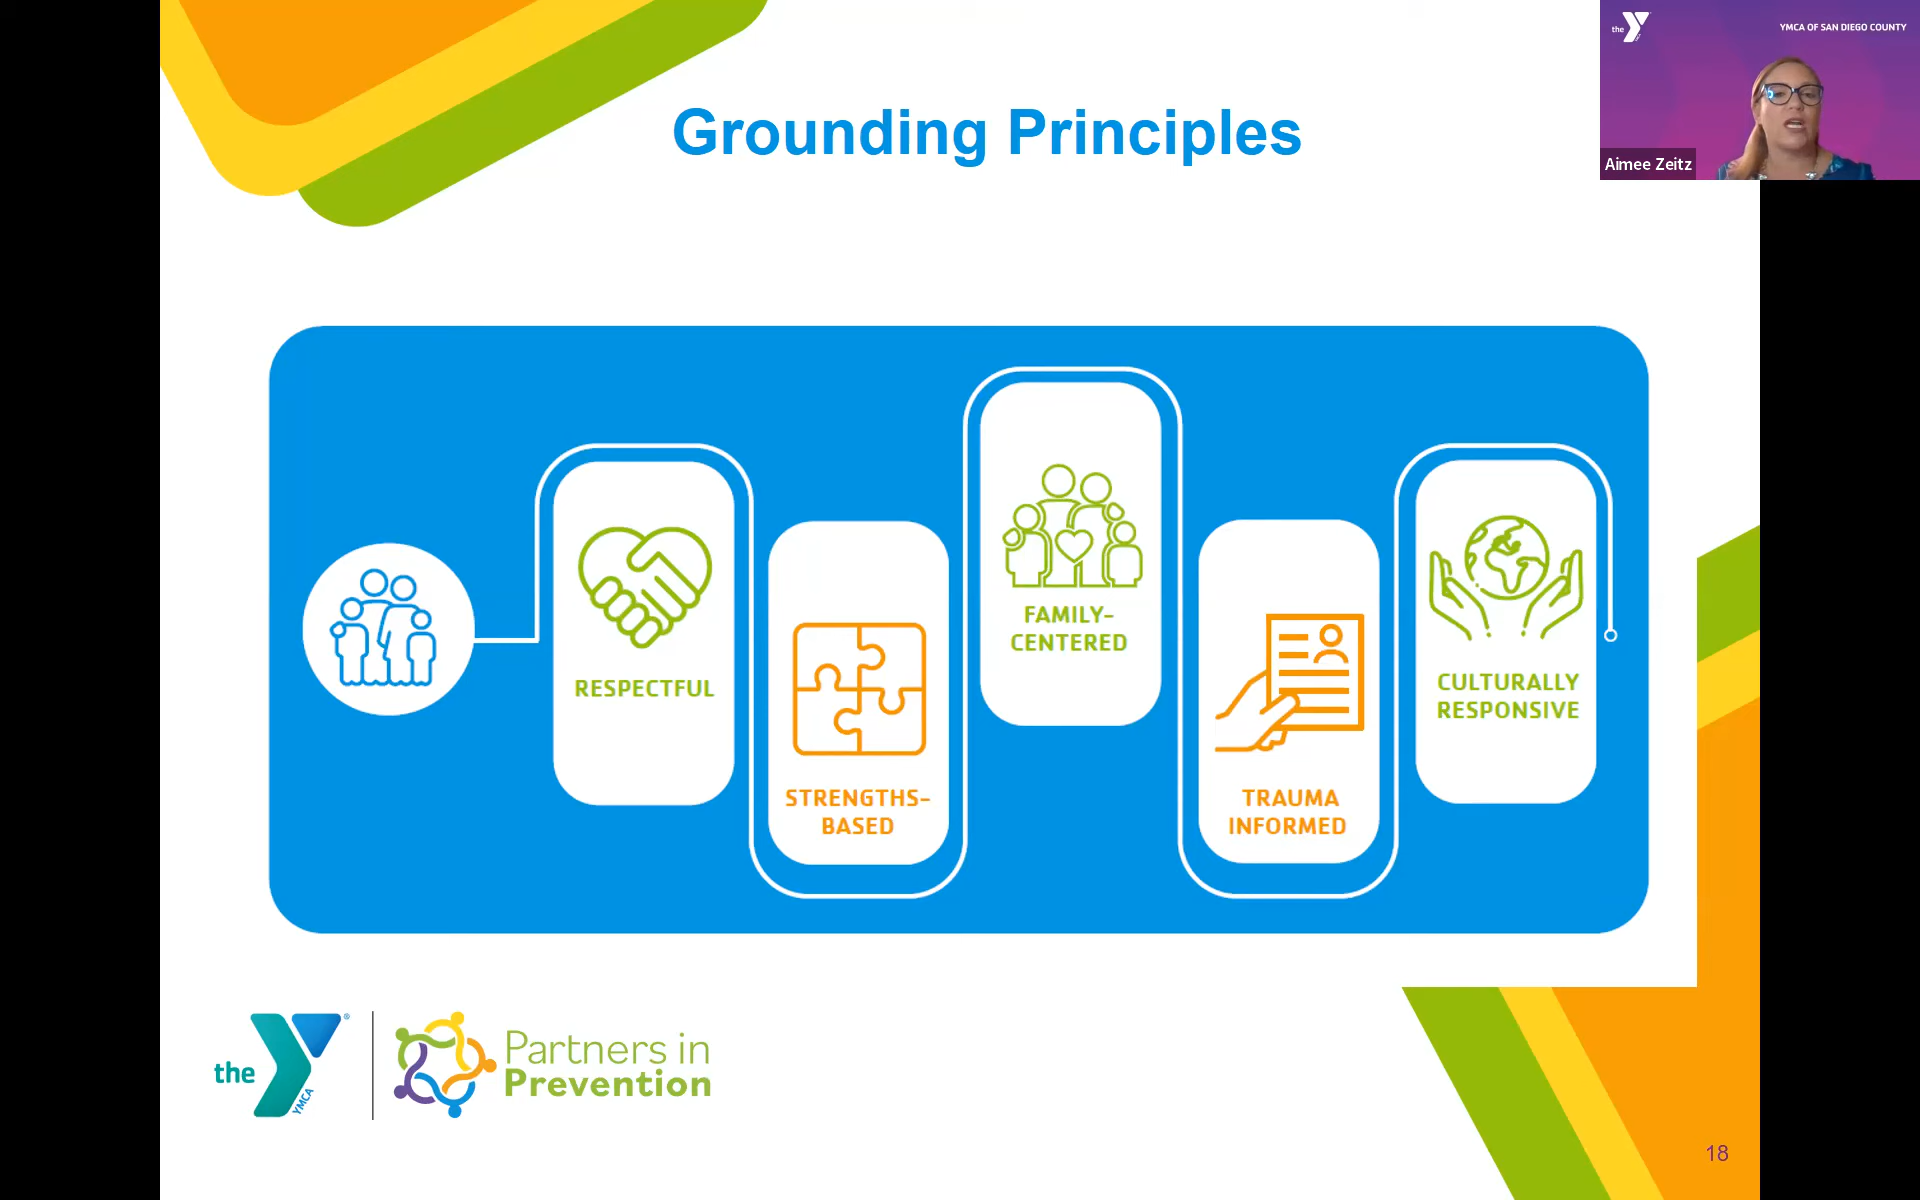 the
YMCA OF SAN DIEGO COUNTY
Aimee Zeitz
Grounding Principles
RESPECTFUL
STRENGTHS-
BASED
FAMILY-
CENTERED
TRAUMA
INFORMED
CULTURALLY
RESPONSIVE
the
YMCA
®
Partners in
Prevention
18